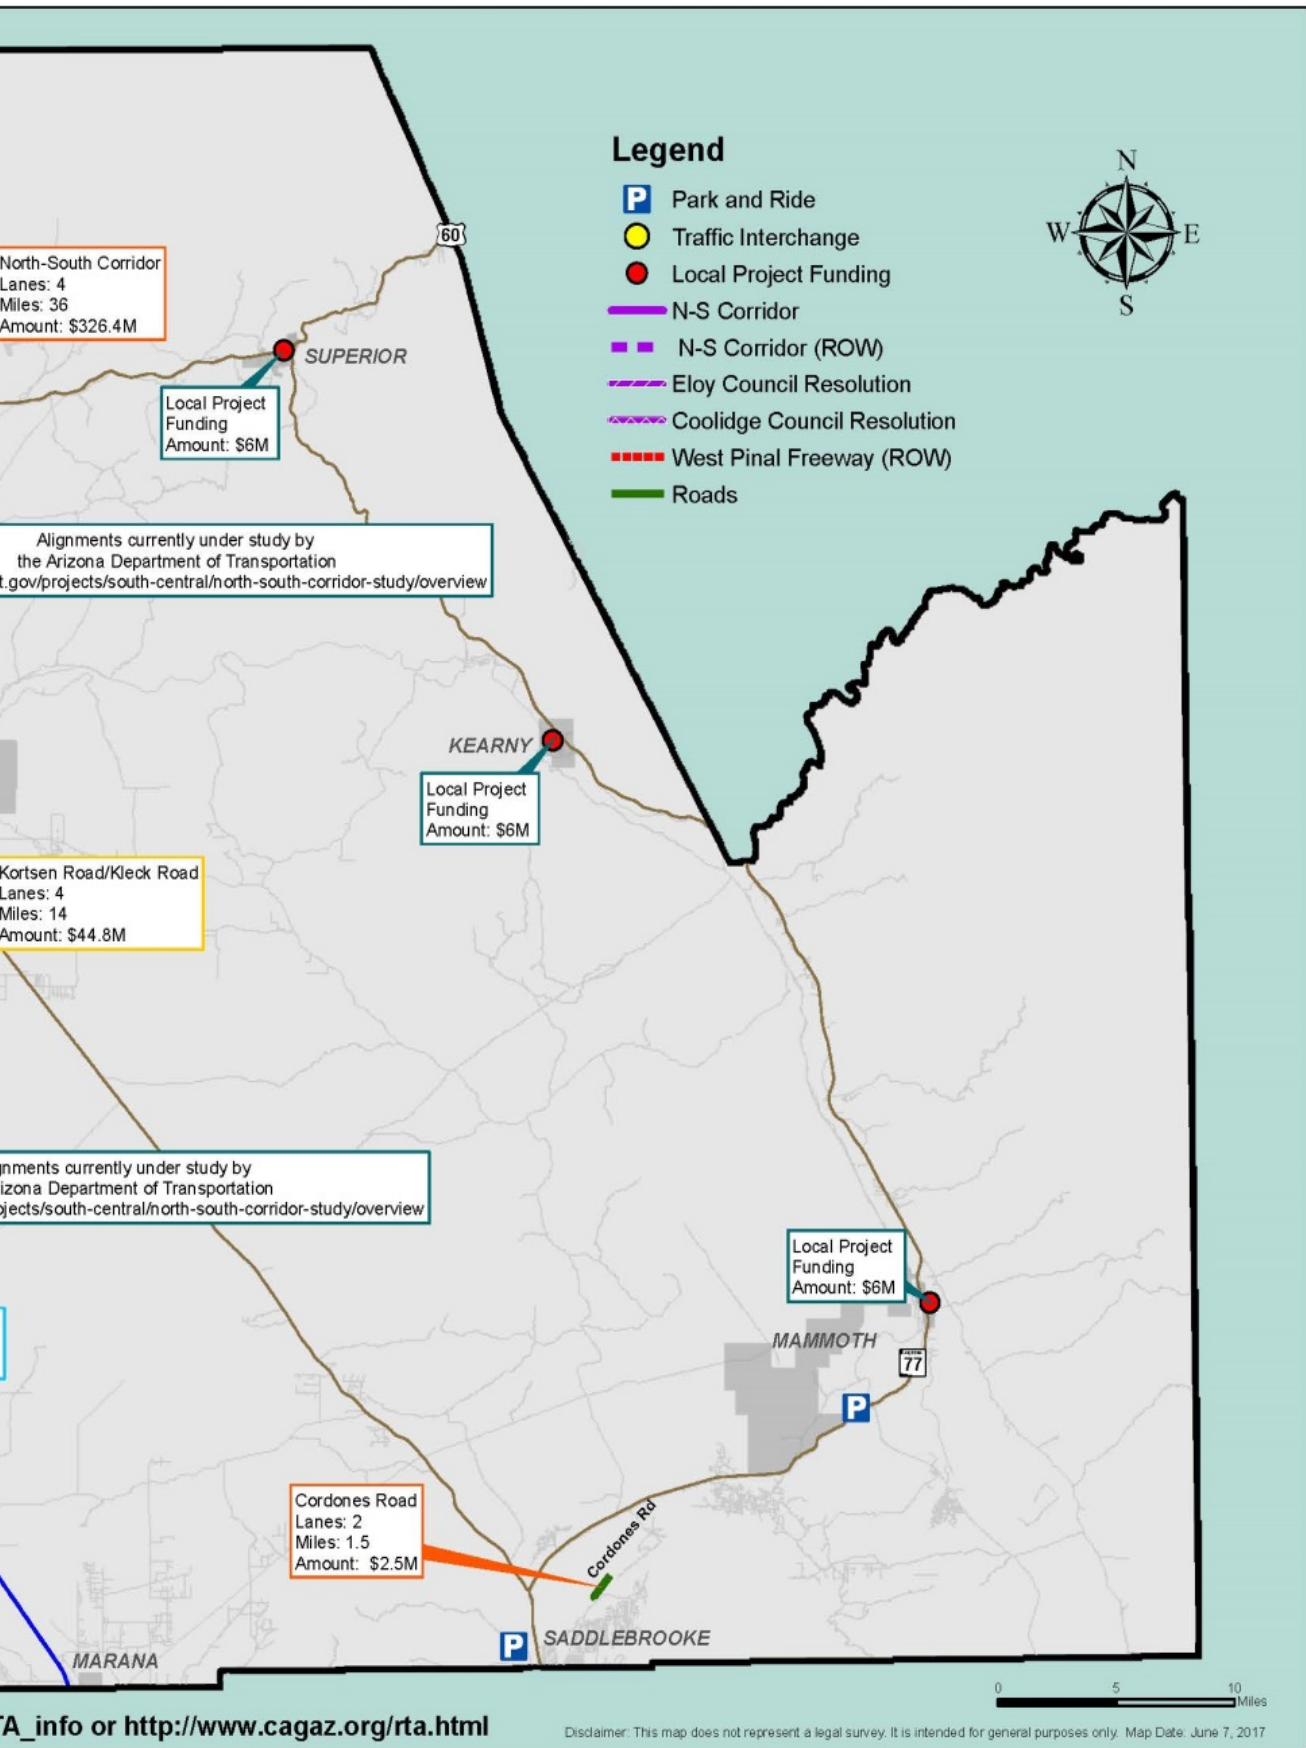 Legend
P Park and Ride
Traffic Interchange
Local Project Funding
N-S Corridor
N-S Corridor (ROW)
Eloy Council Resolution
Coolidge Council Resolution
West Pinal Freeway (ROW)
Roads
N
W E
S
60
North-South Corridor
Lanes: 4
Miles: 36
Amount: $326.4M
SUPERIOR
Local Project
Funding
Amount: $6M
Alignments currently under study by
the Arizona Department of Transportation
t.gov/projects/south-central/north-south-corridor-study/overview
KEARNY
Local Project
Funding
Amount: $6M
Kortsen Road/Kleck Road
Lanes: 4
Miles: 14
Amount: $44.8M
gnments currently under study by
izona Department of Transportation
ojects/south-central/north-south-corridor-study/overview
Local Project
Funding
Amount: $6M
MAMMOTH
77
P
Cordones Road
Lanes: 2
Miles: 1.5
Amount: $2.5M
Cordones Rd
P SADDLEBROOKE
MARANA
0 5 10
Miles
TA_info or http://www.cagaz.org/rta.html
Disclaimer: This map does not represent a legal survey. It is intended for general purposes only. Map Date: June 7, 2017